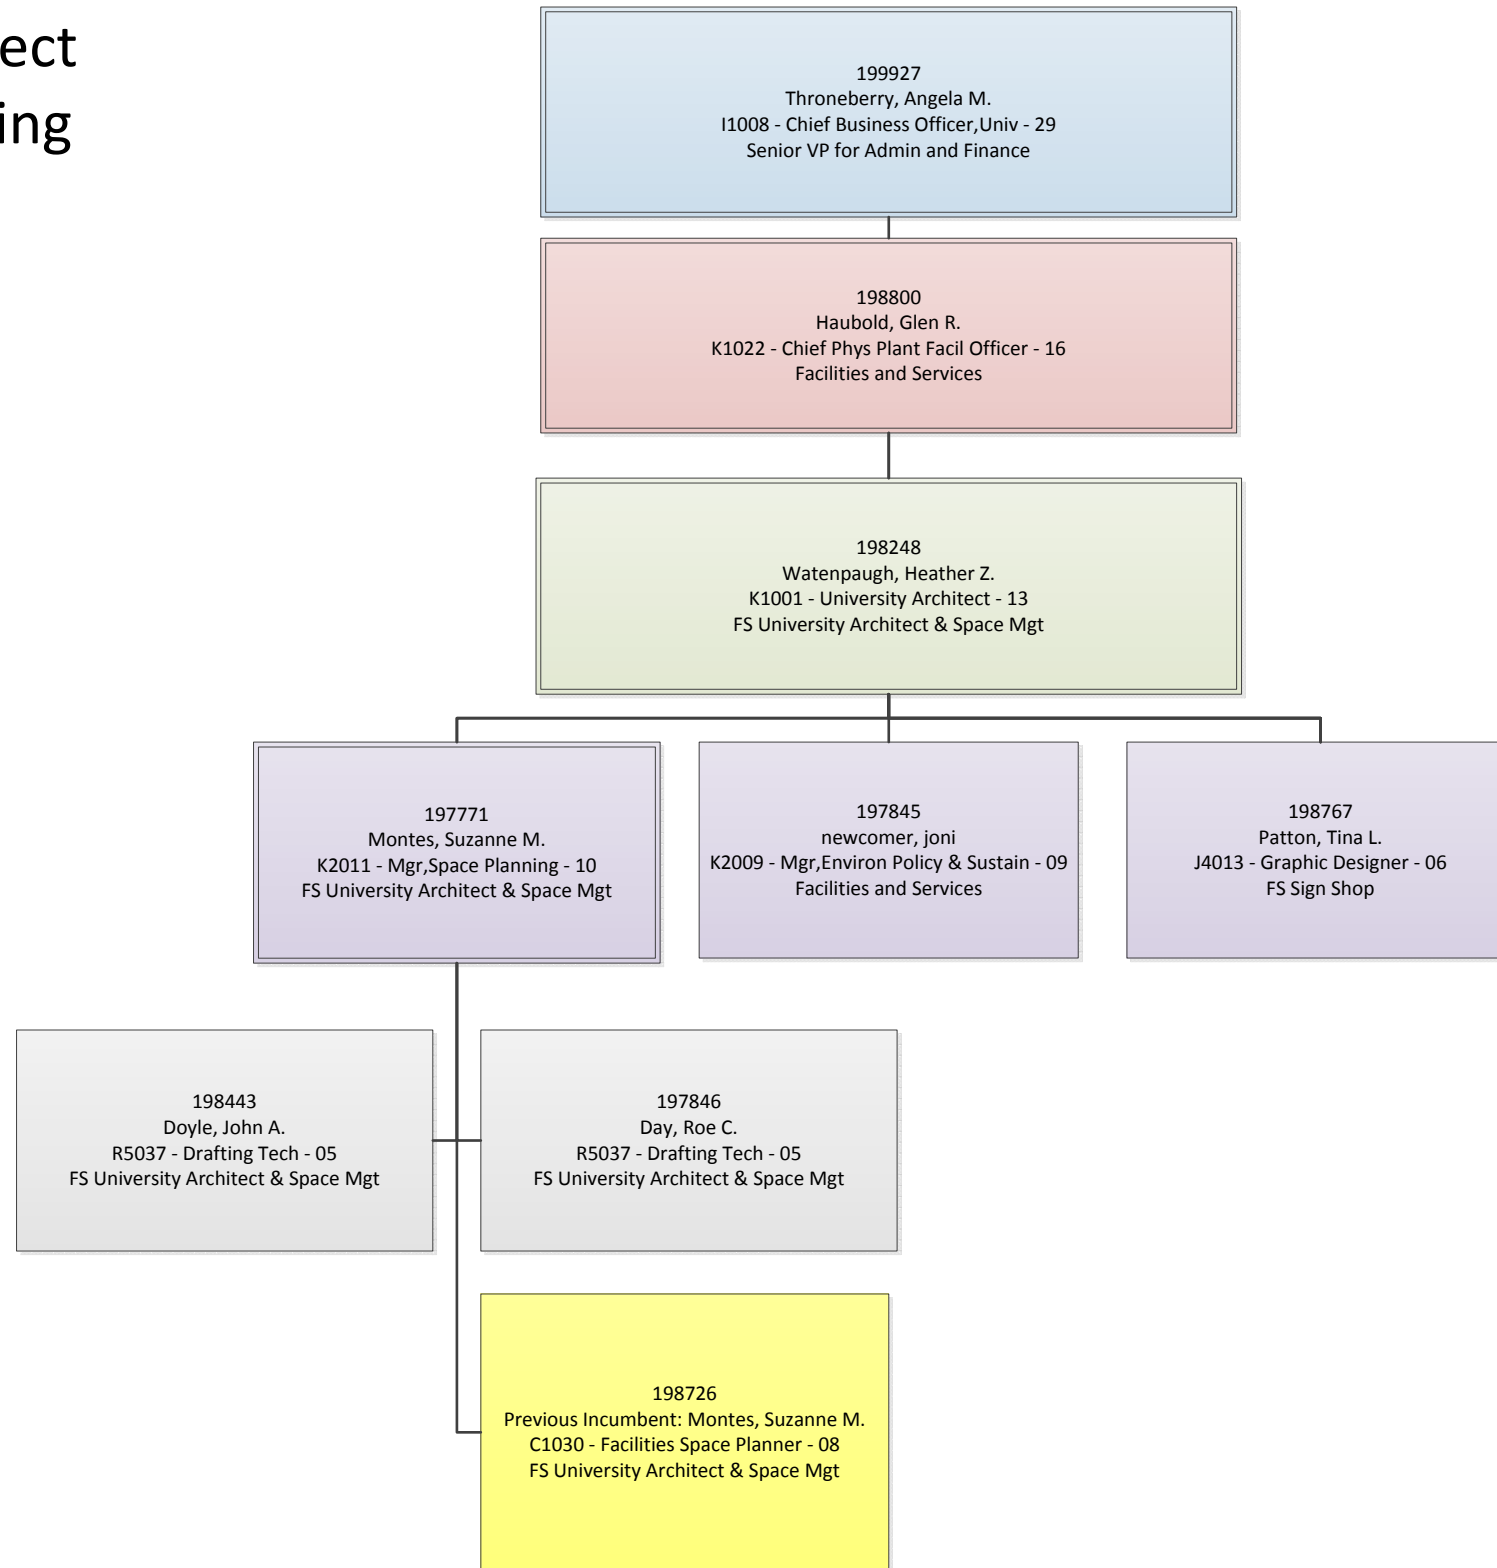 ect
ing
199927
Throneberry, Angela M.
I1008 - Chief Business Officer,Univ - 29
Senior VP for Admin and Finance
198800
Haubold, Glen R.
K1022 - Chief Phys Plant Facil Officer - 16
Facilities and Services
198248
Watenpaugh, Heather Z.
K1001 - University Architect - 13
FS University Architect & Space Mgt
197771
Montes, Suzanne M.
K2011 - Mgr,Space Planning - 10
FS University Architect & Space Mgt
197845
newcomer, joni
K2009 - Mgr,Environ Policy & Sustain - 09
Facilities and Services
198767
Patton, Tina L.
J4013 - Graphic Designer - 06
FS Sign Shop
198443
Doyle, John A.
R5037 - Drafting Tech - 05
FS University Architect & Space Mgt
197846
Day, Roe C.
R5037 - Drafting Tech - 05
FS University Architect & Space Mgt
198726
Previous Incumbent: Montes, Suzanne M.
C1030 - Facilities Space Planner - 08
FS University Architect & Space Mgt